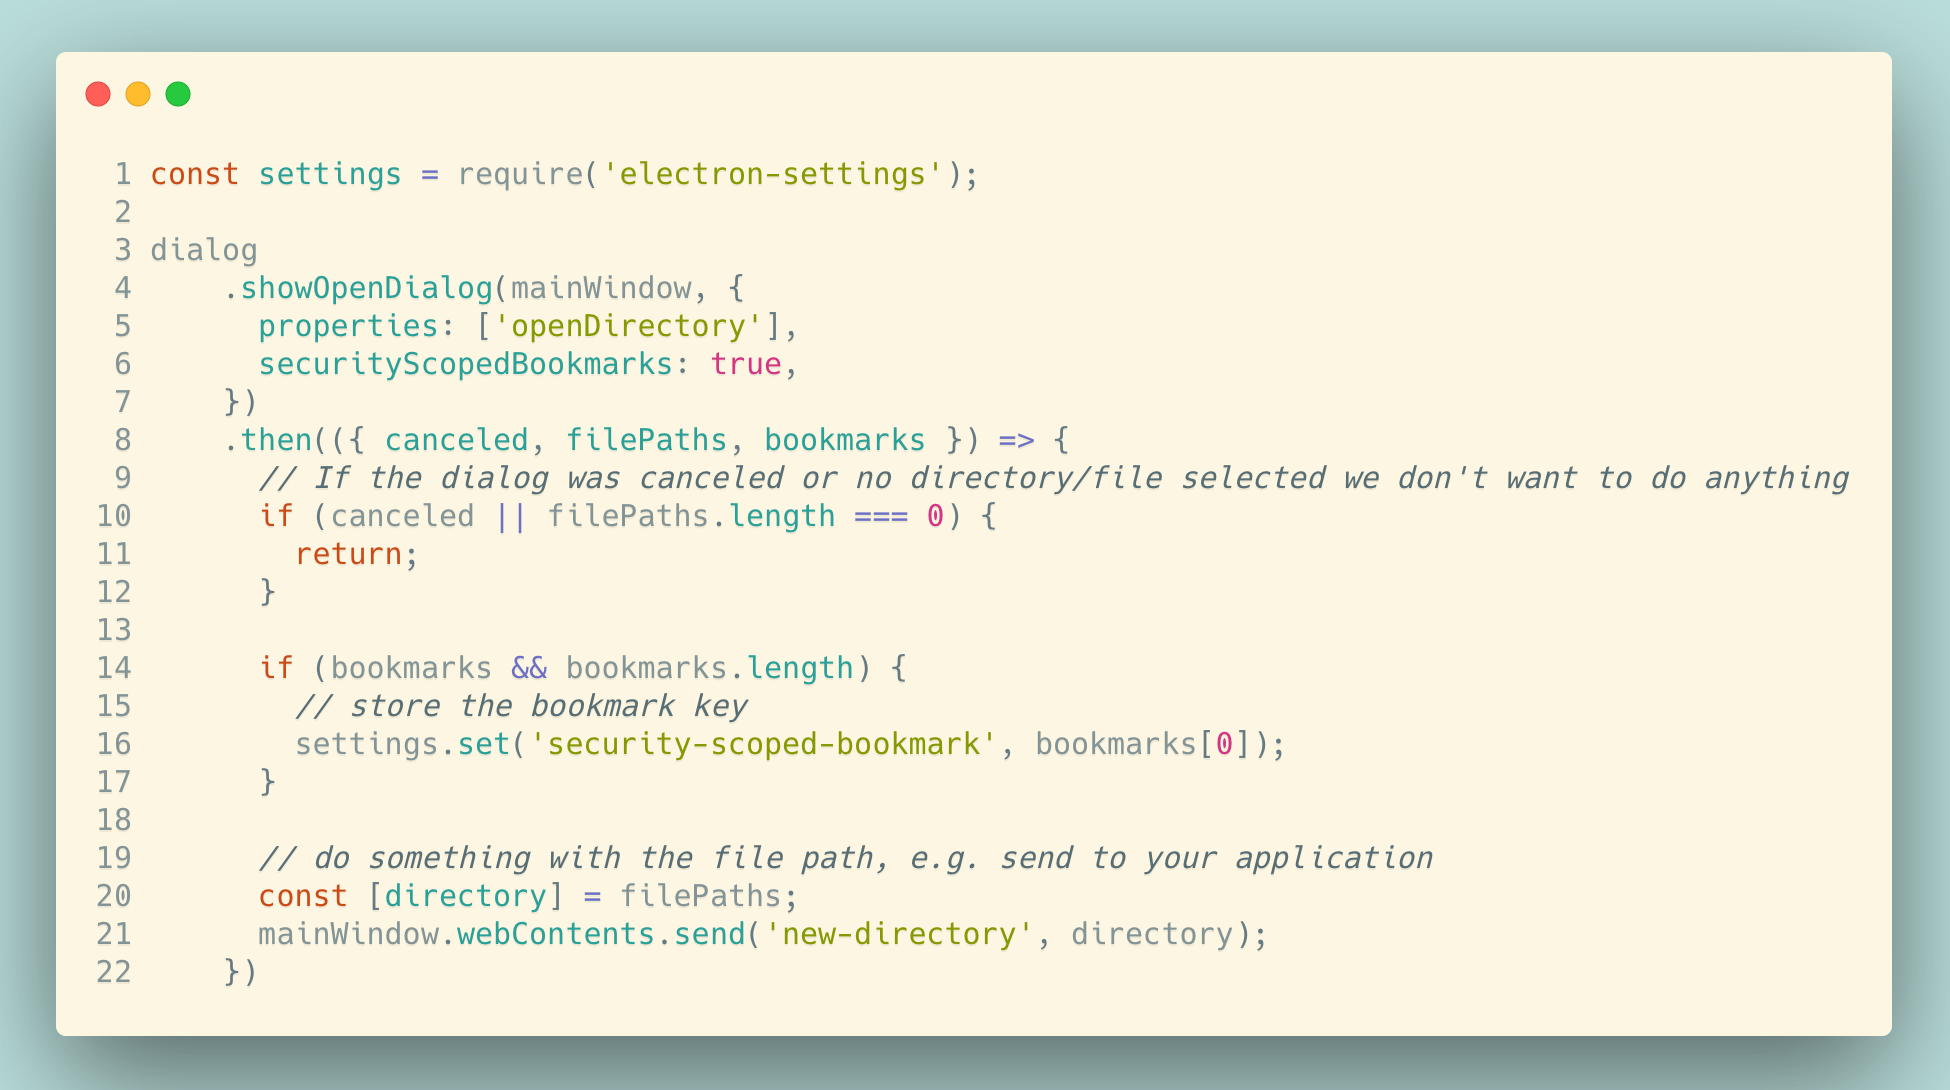 1 const settings = require('electron-settings');
2
3 dialog
4     .showOpenDialog(mainWindow, {
5       properties: ['openDirectory'],
6       securityScopedBookmarks: true,
7     })
8     .then(({ canceled, filePaths, bookmarks }) => {
9       // If the dialog was canceled or no directory/file selected we don't want to do anything
10       if (canceled || filePaths.length === 0) {
11         return;
12       }
13
14       if (bookmarks && bookmarks.length) {
15         // store the bookmark key
16         settings.set('security-scoped-bookmark', bookmarks[0]);
17       }
18
19       // do something with the file path, e.g. send to your application
20       const [directory] = filePaths;
21       mainWindow.webContents.send('new-directory', directory);
22     })